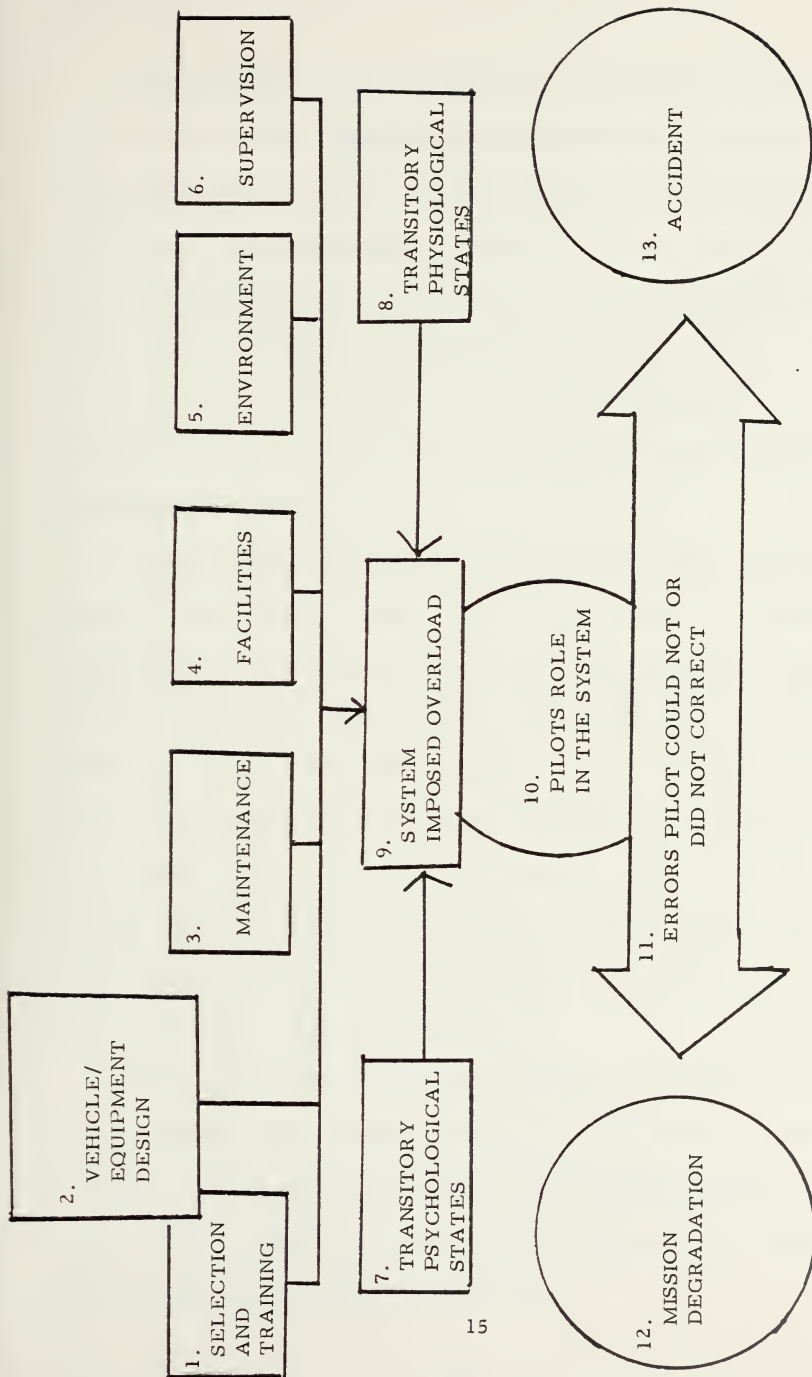 1.
SELECTION
AND
TRAINING
2.
VEHICLE/
EQUIPMENT
DESIGN
3.
MAINTENANCE
4.
FACILITIES
5.
ENVIRONMENT
6.
SUPERVISION
7.
TRANSITORY
PSYCHOLOGICAL
STATES
8.
TRANSITORY
PHYSIOLOGICAL
STATES
9.
SYSTEM
IMPOSED OVERLOAD
10.
PILOTS ROLE
IN THE SYSTEM
11.
ERRORS PILOT COULD NOT OR
DID NOT CORRECT
12.
MISSION
DEGRADATION
13.
ACCIDENT
15